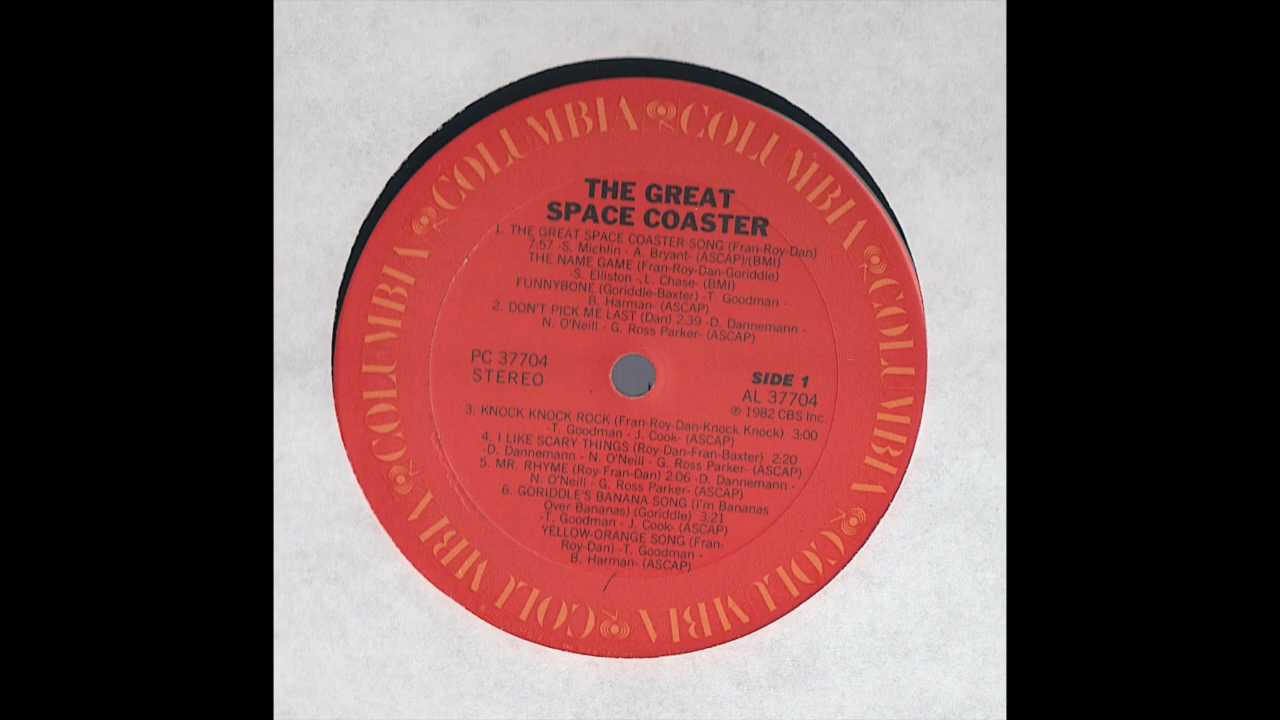 COLUMBIA COLUMBIA COLUMBIA COLUMBIA COLUMBIA COLUMBIA
THE GREAT
SPACE COASTER
1. THE GREAT SPACE COASTER SONG (Fran-Roy-Dan)
7:57 -S. Michlin - A. Bryant- (ASCAP)/(BMI)
THE NAME GAME (Fran-Roy-Dan-Goriddle)
-S. Elliston - L. Chase- (BMI)
FUNNYBONE (Goriddle-Baxter) -T. Goodman -
B. Harman- (ASCAP)
2. DON'T PICK ME LAST (Dan) 2:39 -D. Dannemann -
N. O'Neill - G. Ross Parker- (ASCAP)
PC 37704
STEREO
SIDE 1
AL 37704
℗ 1982 CBS Inc.
3. KNOCK KNOCK ROCK (Fran-Roy-Dan-Knock Knock) 3:00
-T. Goodman - J. Cook- (ASCAP)
4. I LIKE SCARY THINGS (Roy-Dan-Fran-Baxter) 2:20
-D. Dannemann - N. O'Neill - G. Ross Parker- (ASCAP)
5. MR. RHYME (Roy-Fran-Dan) 2:06 -D. Dannemann -
N. O'Neill - G. Ross Parker- (ASCAP)
6. GORIDDLE'S BANANA SONG (I'm Bananas
Over Bananas) (Goriddle) 3:21
-T. Goodman - J. Cook- (ASCAP)
YELLOW-ORANGE SONG (Fran-
Roy-Dan) -T. Goodman -
B. Harman- (ASCAP)